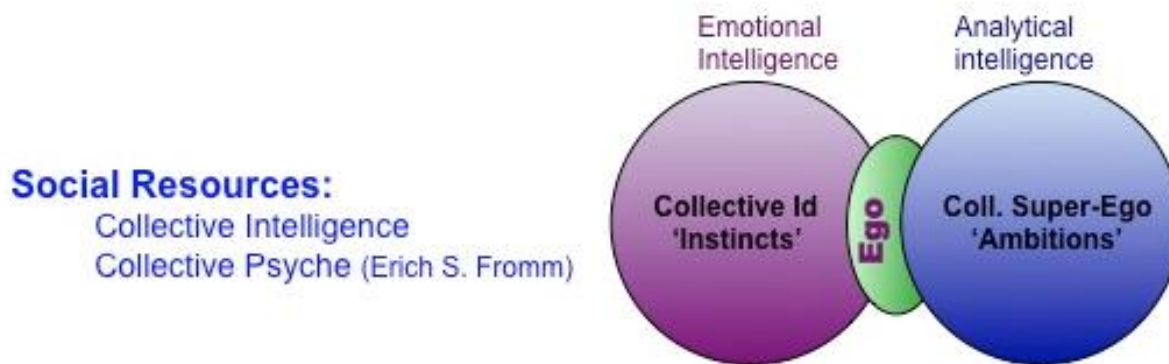 Social Resources:
Collective Intelligence
Collective Psyche (Erich S. Fromm)
Emotional
Intelligence
Analytical
intelligence
Collective Id
'Instincts'
Ego
Coll. Super-Ego
'Ambitions'